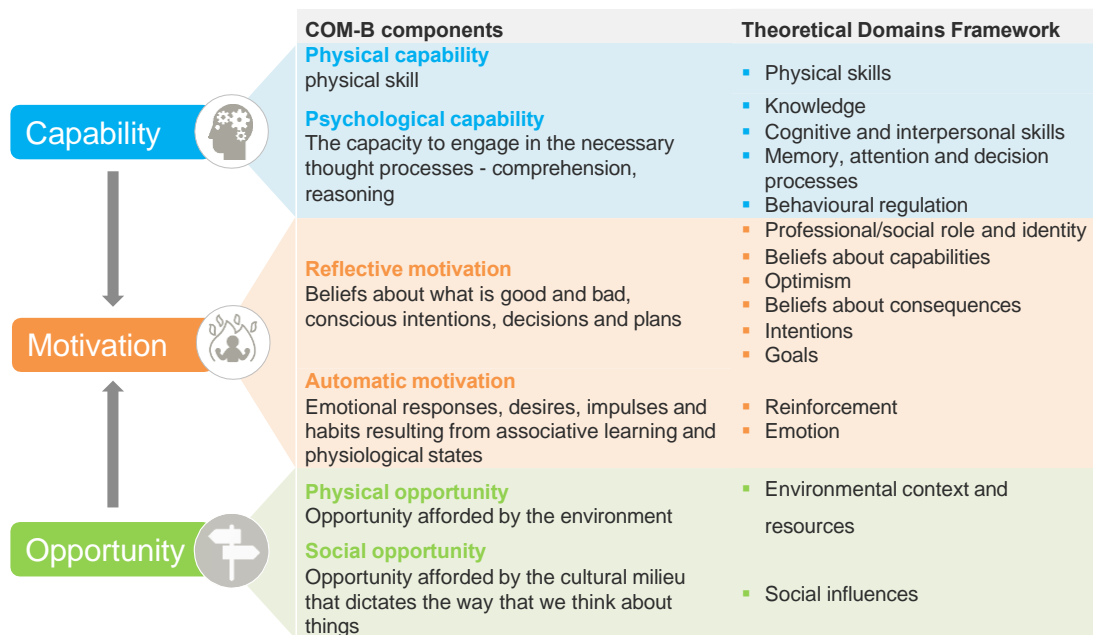 COM-B components
Theoretical Domains Framework
Capability
Physical capability
physical skill
Psychological capability
The capacity to engage in the necessary
thought processes - comprehension,
reasoning
Physical skills
Knowledge
Cognitive and interpersonal skills
Memory, attention and decision
processes
Behavioural regulation
Motivation
Reflective motivation
Beliefs about what is good and bad,
conscious intentions, decisions and plans
Professional/social role and identity
Beliefs about capabilities
Optimism
Beliefs about consequences
Intentions
Goals
Automatic motivation
Emotional responses, desires, impulses and
habits resulting from associative learning and
physiological states
Reinforcement
Emotion
Opportunity
Physical opportunity
Opportunity afforded by the environment
Environmental context and
resources
Social opportunity
Opportunity afforded by the cultural milieu
that dictates the way that we think about
things
Social influences